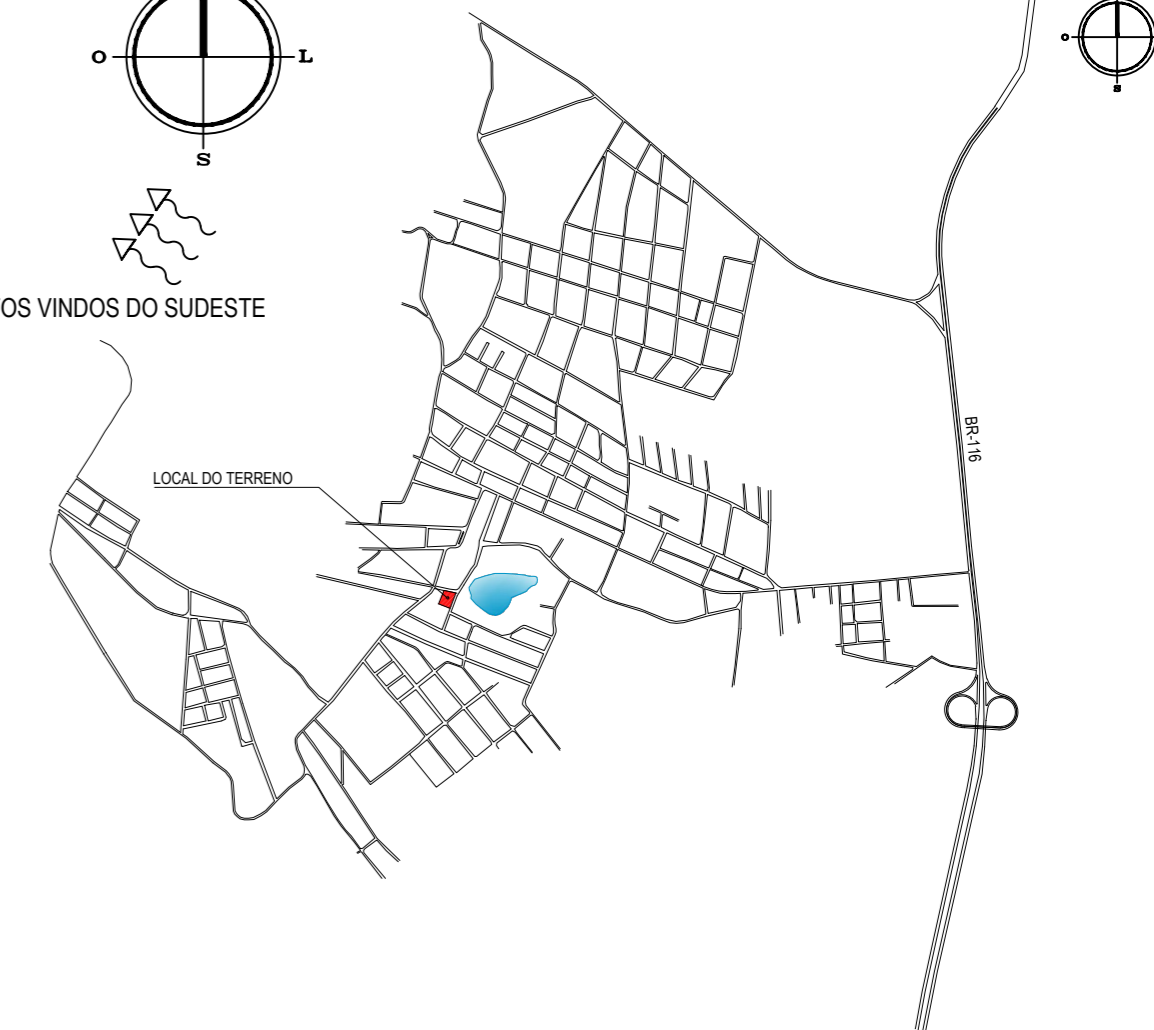 O L
S
O
S
OS VINDOS DO SUDESTE
BR-116
LOCAL DO TERRENO